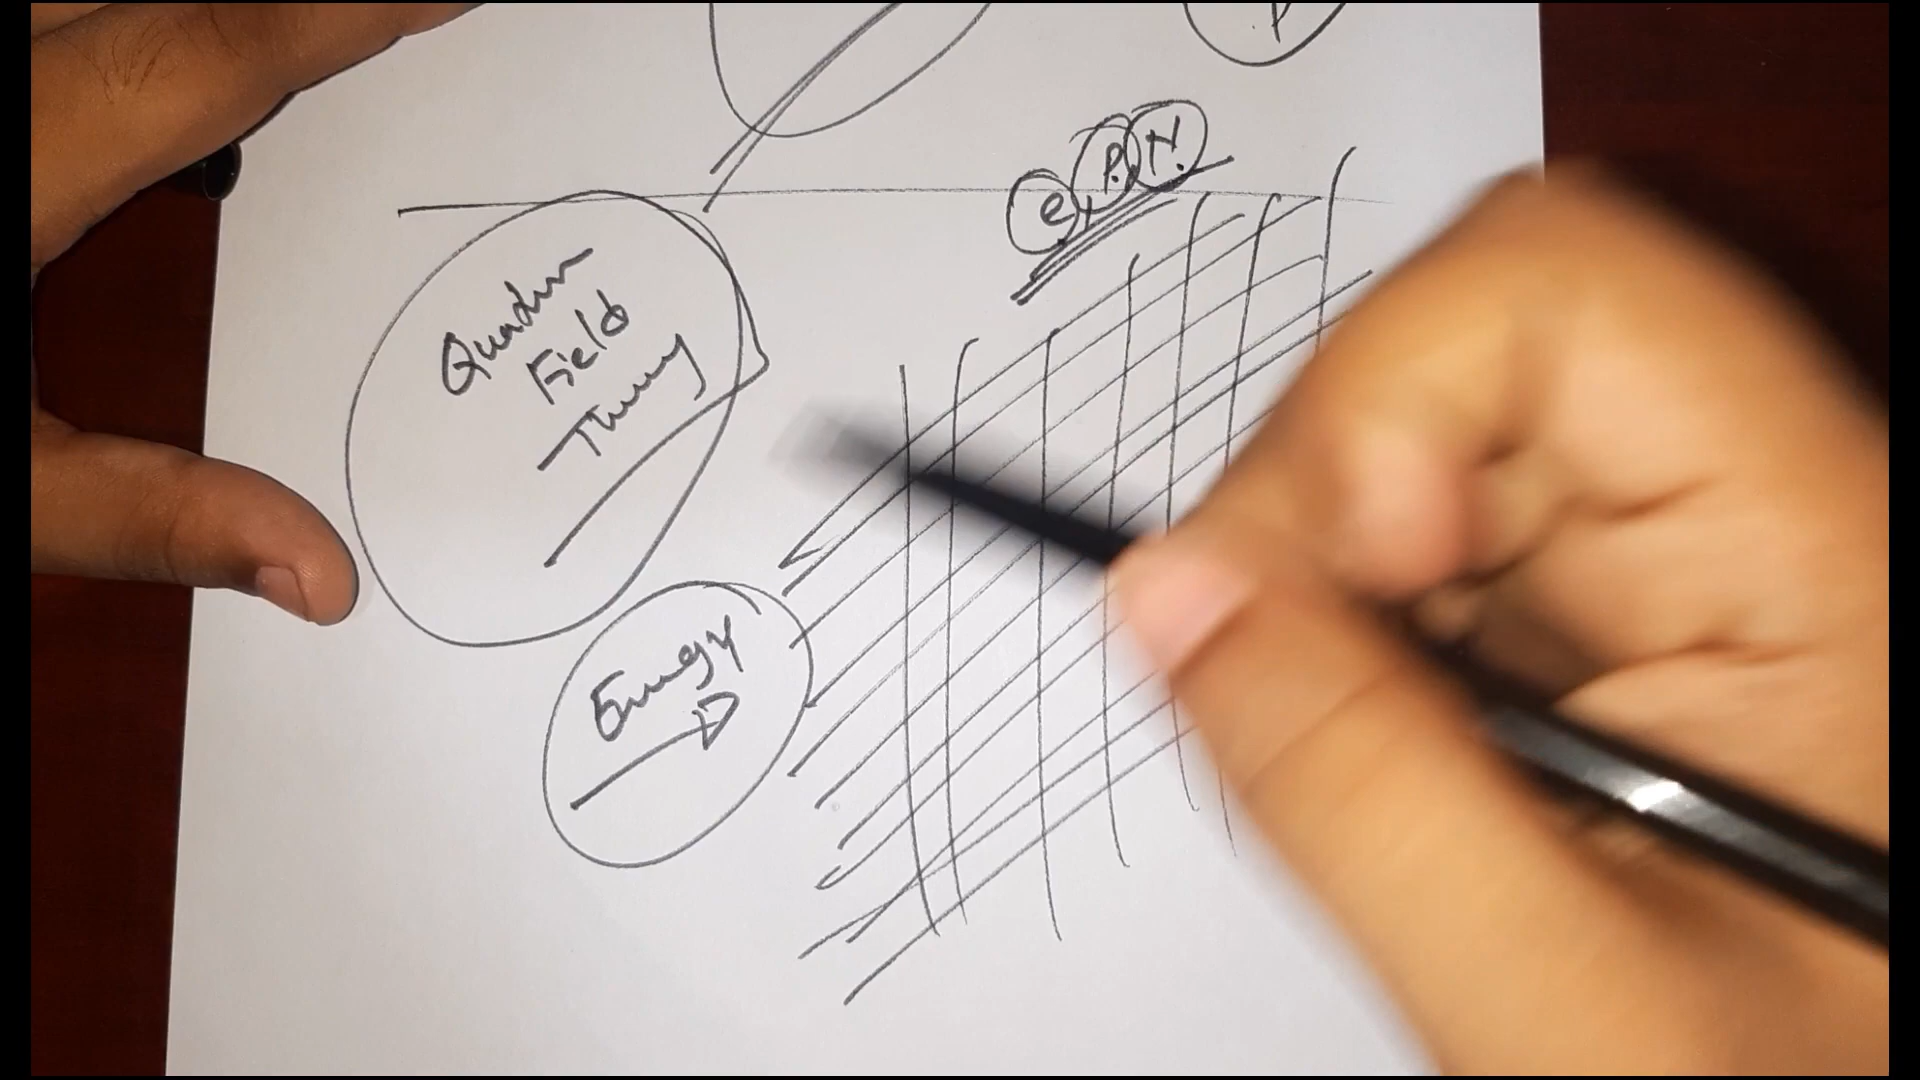 P
e, P. N.
Quantum
Field
Theory
Energy